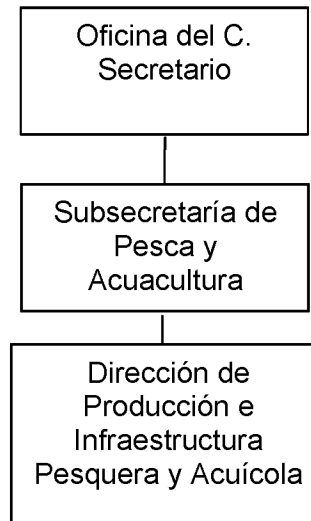 Oficina del C.
Secretario
Subsecretaría de
Pesca y
Acuacultura
Dirección de
Producción e
Infraestructura
Pesquera y Acuícola